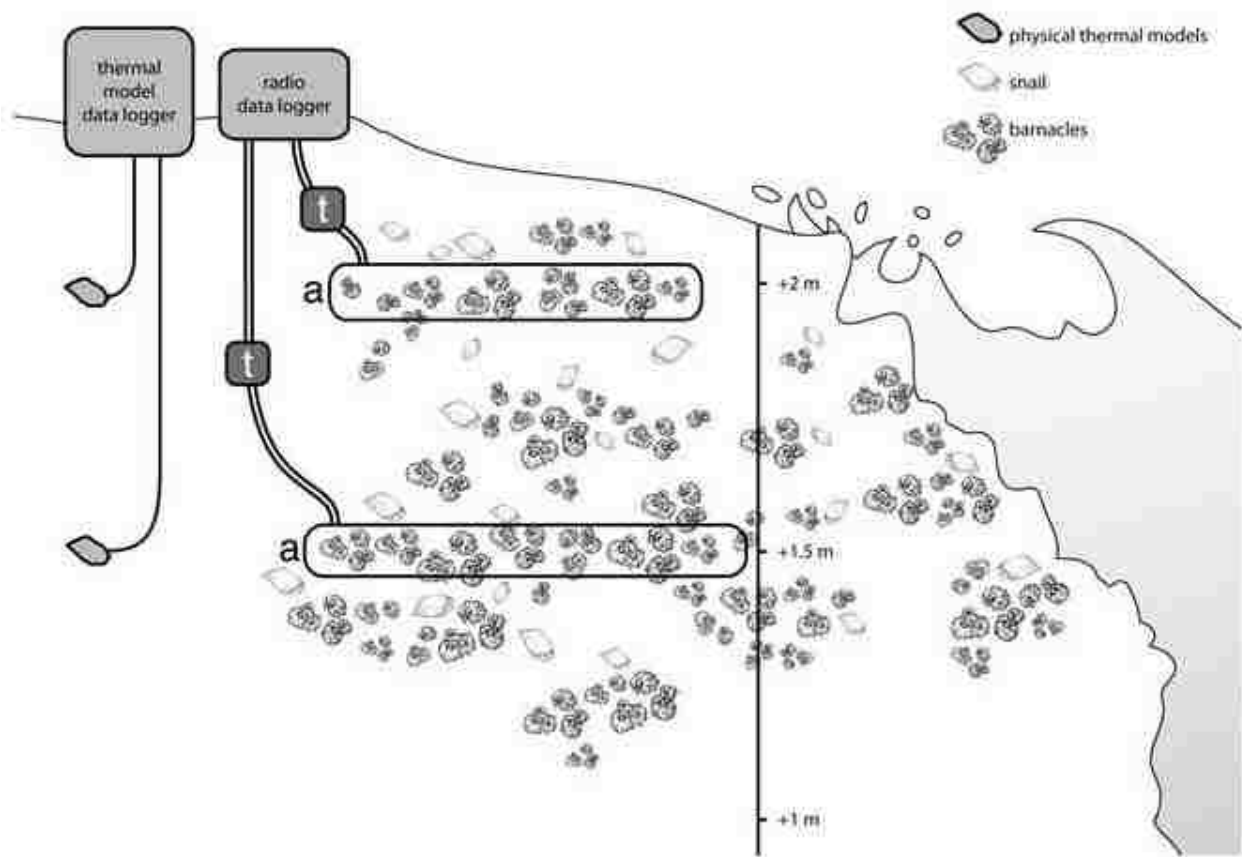 thermal
model
data logger
radio
data logger
physical thermal models
snail
barnacles
t
a
+2 m
t
a
+1.5 m
+1 m